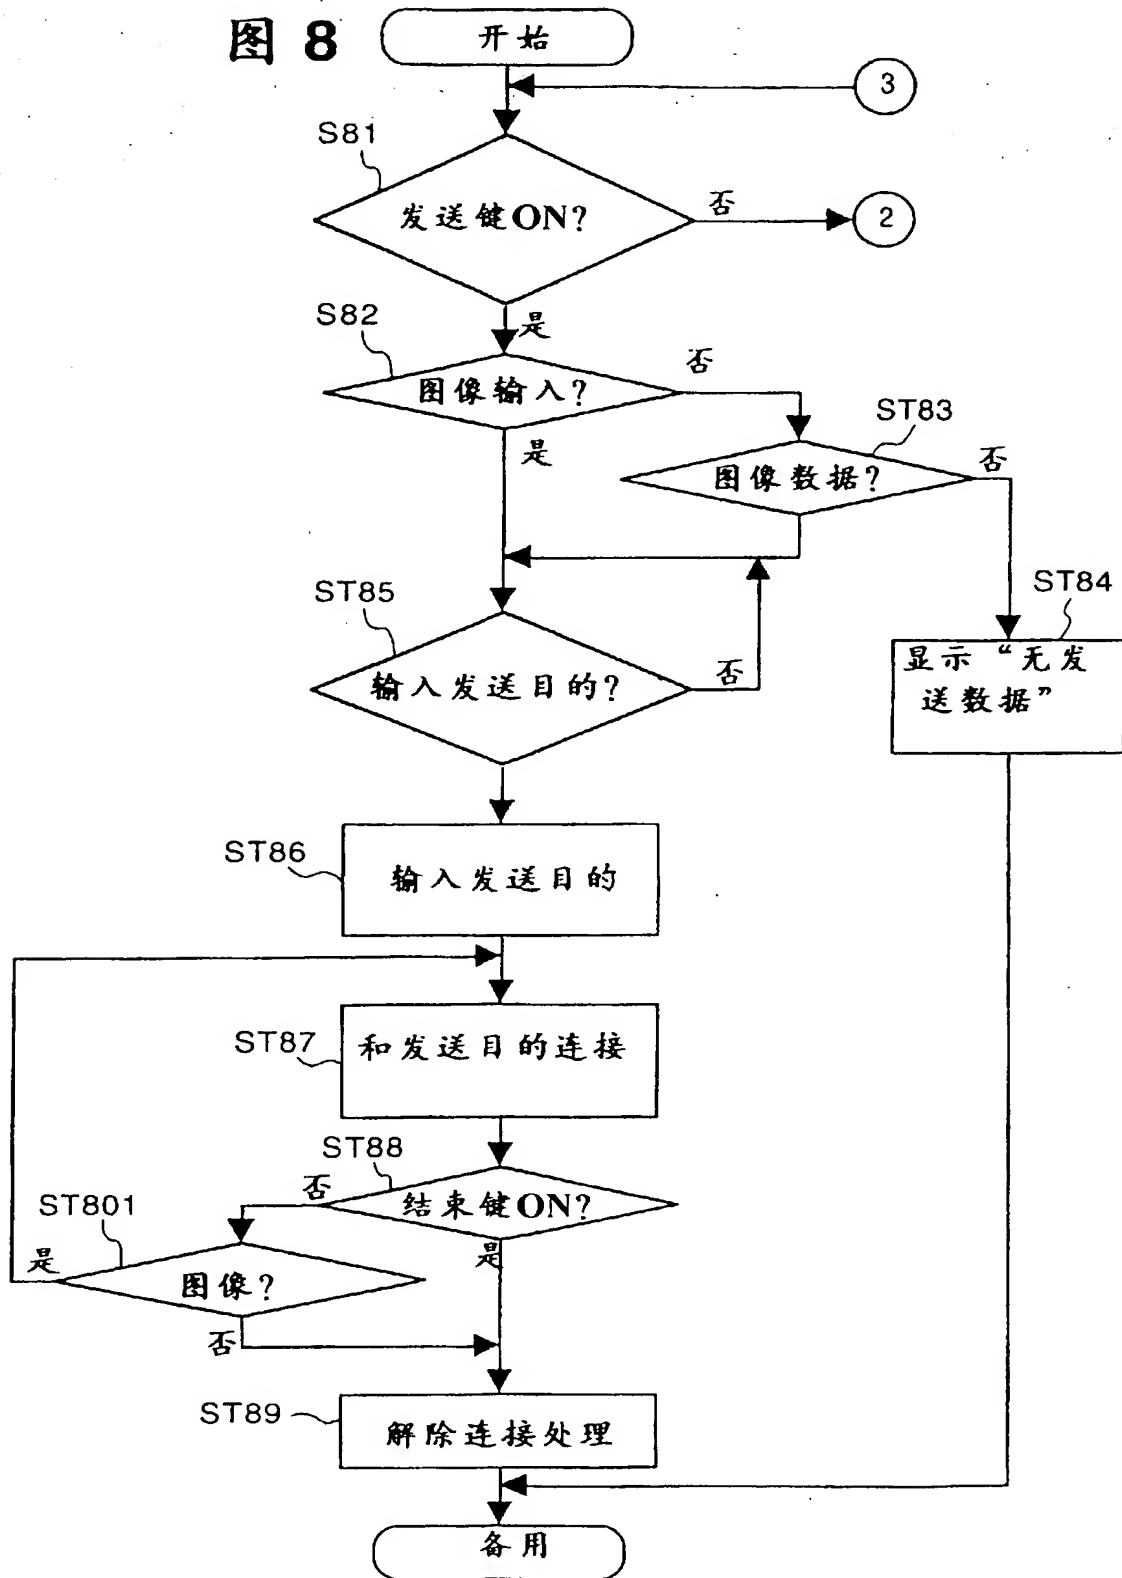 图 8
开始
3
S81
发送键ON?
否
2
S82
是
图像输入?
否
ST83
是
图像数据?
否
ST85
ST84
输入发送目的?
否
显示“无发
送数据”
ST86
输入发送目的
ST87
和发送目的连接
ST88
否
结束键ON?
ST801
是
是
图像?
否
ST89
解除连接处理
备用